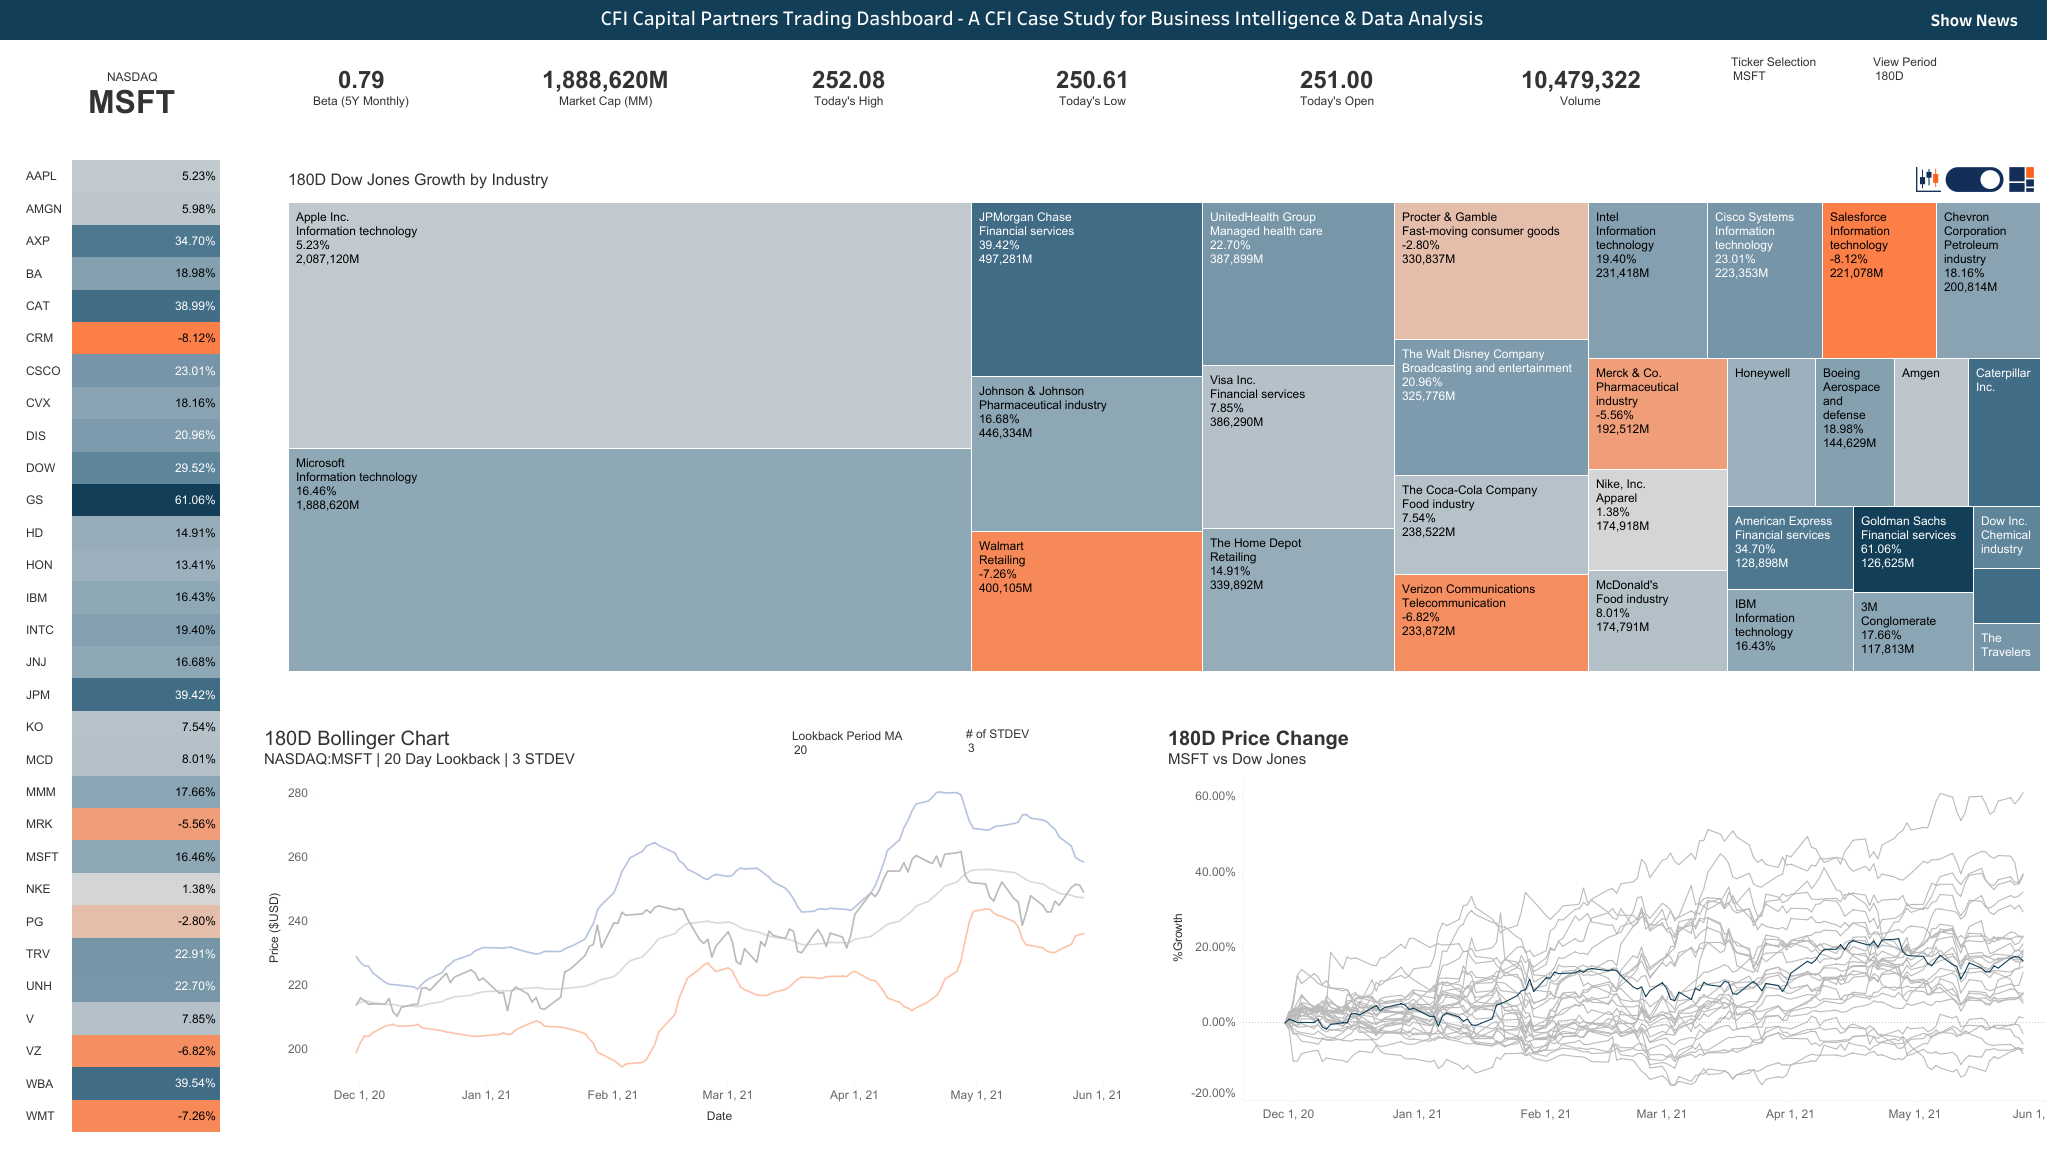 CFI Capital Partners Trading Dashboard - A CFI Case Study for Business Intelligence & Data Analysis
Show News
NASDAQ
MSFT
0.79
Beta (5Y Monthly)
1,888,620M
Market Cap (MM)
252.08
Today's High
250.61
Today's Low
251.00
Today's Open
10,479,322
Volume
Ticker Selection
MSFT
View Period
180D
AAPL 5.23%
AMGN 5.98%
AXP 34.70%
BA 18.98%
CAT 38.99%
CRM -8.12%
CSCO 23.01%
CVX 18.16%
DIS 20.96%
DOW 29.52%
GS 61.06%
HD 14.91%
HON 13.41%
IBM 16.43%
INTC 19.40%
JNJ 16.68%
JPM 39.42%
KO 7.54%
MCD 8.01%
MMM 17.66%
MRK -5.56%
MSFT 16.46%
NKE 1.38%
PG -2.80%
TRV 22.91%
UNH 22.70%
V 7.85%
VZ -6.82%
WBA 39.54%
WMT -7.26%
180D Dow Jones Growth by Industry
Apple Inc.
Information technology
5.23%
2,087,120M
Microsoft
Information technology
16.46%
1,888,620M
JPMorgan Chase
Financial services
39.42%
497,281M
Johnson & Johnson
Pharmaceutical industry
16.68%
446,334M
Walmart
Retailing
-7.26%
400,105M
UnitedHealth Group
Managed health care
22.70%
387,899M
Visa Inc.
Financial services
7.85%
386,290M
The Home Depot
Retailing
14.91%
339,892M
Procter & Gamble
Fast-moving consumer goods
-2.80%
330,837M
The Walt Disney Company
Broadcasting and entertainment
20.96%
325,776M
The Coca-Cola Company
Food industry
7.54%
238,522M
Verizon Communications
Telecommunication
-6.82%
233,872M
Intel
Information
technology
19.40%
231,418M
Cisco Systems
Information
technology
23.01%
223,353M
Salesforce
Information
technology
-8.12%
221,078M
Chevron
Corporation
Petroleum
industry
18.16%
200,814M
Merck & Co.
Pharmaceutical
industry
-5.56%
192,512M
Nike, Inc.
Apparel
1.38%
174,918M
McDonald's
Food industry
8.01%
174,791M
Honeywell
Boeing
Aerospace
and
defense
18.98%
144,629M
Amgen
Caterpillar
Inc.
American Express
Financial services
34.70%
128,898M
Goldman Sachs
Financial services
61.06%
126,625M
Dow Inc.
Chemical
industry
IBM
Information
technology
16.43%
3M
Conglomerate
17.66%
117,813M
The
Travelers
180D Bollinger Chart
NASDAQ:MSFT | 20 Day Lookback | 3 STDEV
Lookback Period MA
20
# of STDEV
3
Price ($USD)
280
260
240
220
200
Dec 1, 20
Jan 1, 21
Feb 1, 21
Mar 1, 21
Apr 1, 21
May 1, 21
Jun 1, 21
Date
180D Price Change
MSFT vs Dow Jones
%Growth
60.00%
40.00%
20.00%
0.00%
-20.00%
Dec 1, 20
Jan 1, 21
Feb 1, 21
Mar 1, 21
Apr 1, 21
May 1, 21
Jun 1,